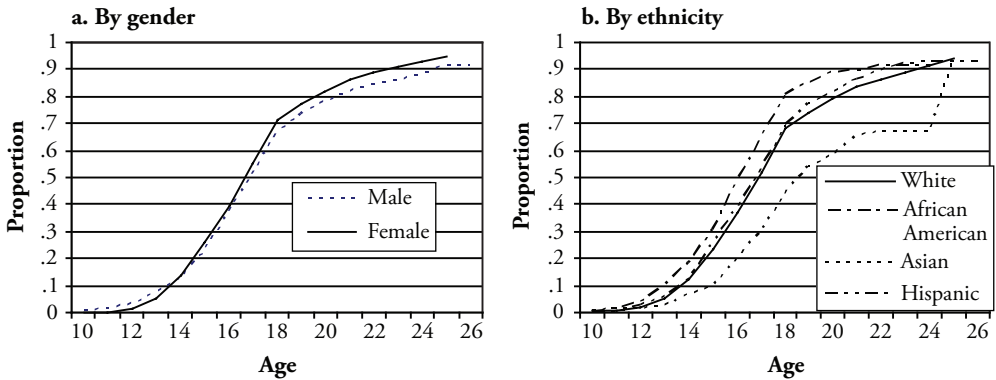 a. By gender
1
.9
.8
.7
.6
.5
.4
.3
.2
.1
0
Proportion
Male
Female
10 12 14 16 18 20 22 24 26
Age
b. By ethnicity
1
.9
.8
.7
.6
.5
.4
.3
.2
.1
0
Proportion
White
African
American
Asian
Hispanic
10 12 14 16 18 20 22 24 26
Age